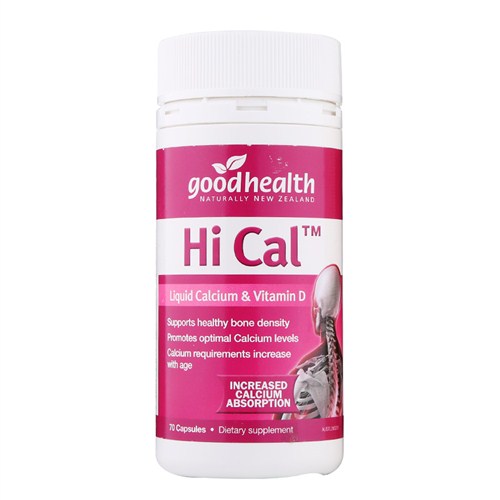 goodhealth
NATURALLY NEW ZEALAND
Hi Cal™
Liquid Calcium & Vitamin D
Supports healthy bone density
Promotes optimal Calcium levels
Calcium requirements increase
with age
INCREASED
CALCIUM
ABSORPTION
70 Capsules • Dietary supplement